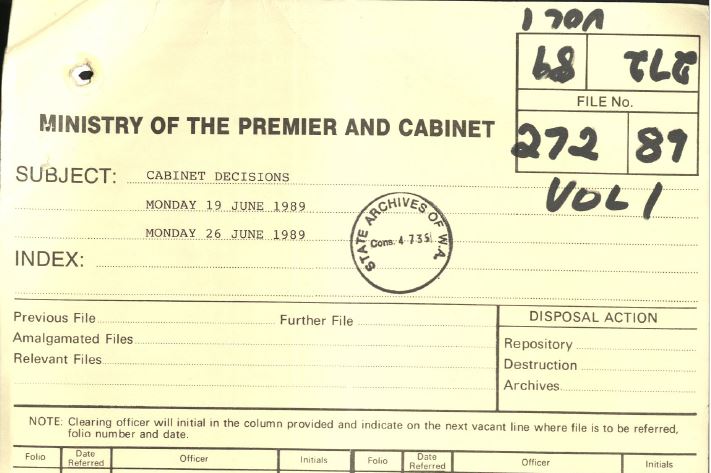 VOL 1
272 89
FILE No.
272 89
VOL 1
MINISTRY OF THE PREMIER AND CABINET
SUBJECT: CABINET DECISIONS
MONDAY 19 JUNE 1989
MONDAY 26 JUNE 1989
STATE ARCHIVES OF W.A.
Cons. 4735
INDEX:
Previous File
Further File
Amalgamated Files
Relevant Files
DISPOSAL ACTION
Repository
Destruction
Archives
NOTE: Clearing officer will initial in the column provided and indicate on the next vacant line where file is to be referred,
folio number and date.
Folio Date Referred Officer Initials Folio Date Referred Officer Initials